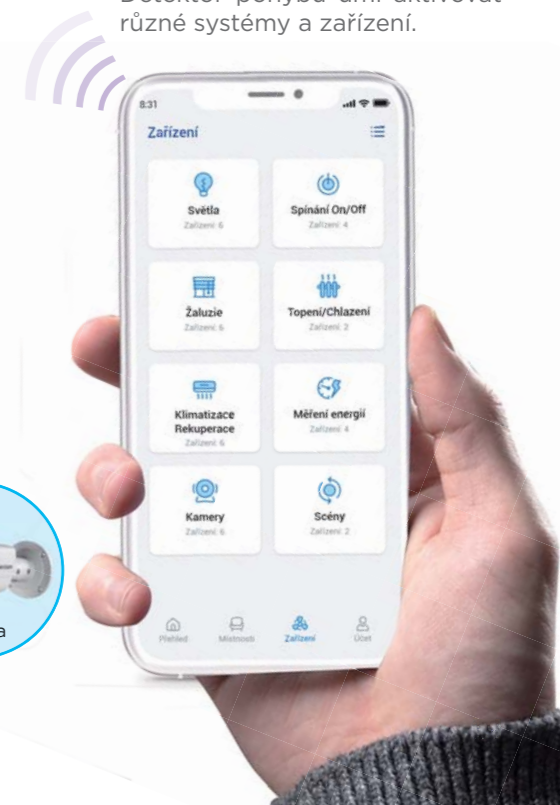 Detektor pohybu umí aktivovat
různé systémy a zařízení.
8:31
Zařízení
Světla
Zařízení: 6
Spínání On/Off
Zařízení: 4
Žaluzie
Zařízení: 6
Topení/Chlazení
Zařízení: 2
Klimatizace
Rekuperace
Zařízení: 6
Měření energií
Zařízení: 4
Kamery
Zařízení: 6
Scény
Zařízení: 2
a
Přehled
Místnosti
Zařízení
Účet